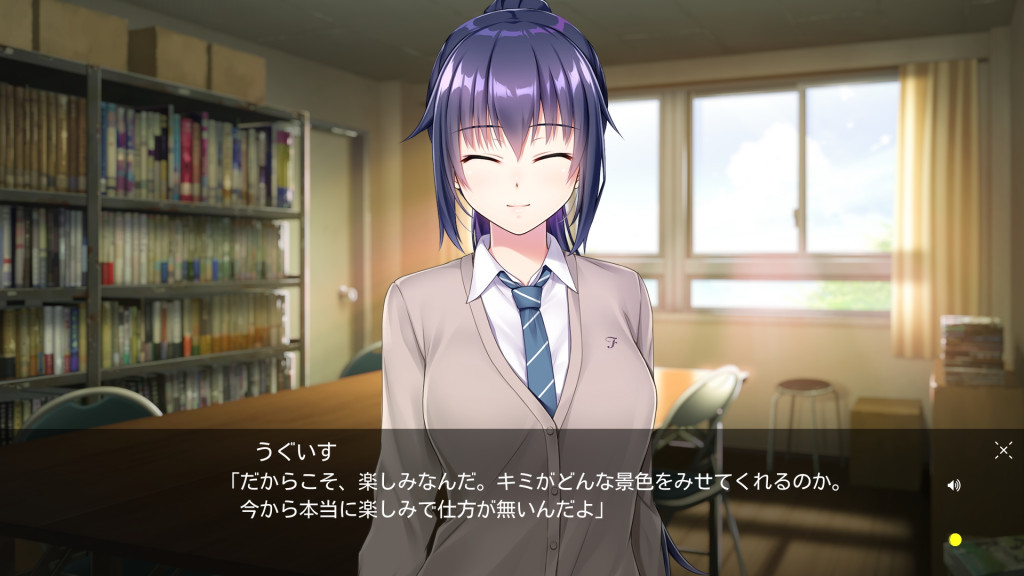 うぐいす
「だからこそ、楽しみなんだ。キミがどんな景色をみせてくれるのか。
今から本当に楽しみで仕方が無いんだよ」
F